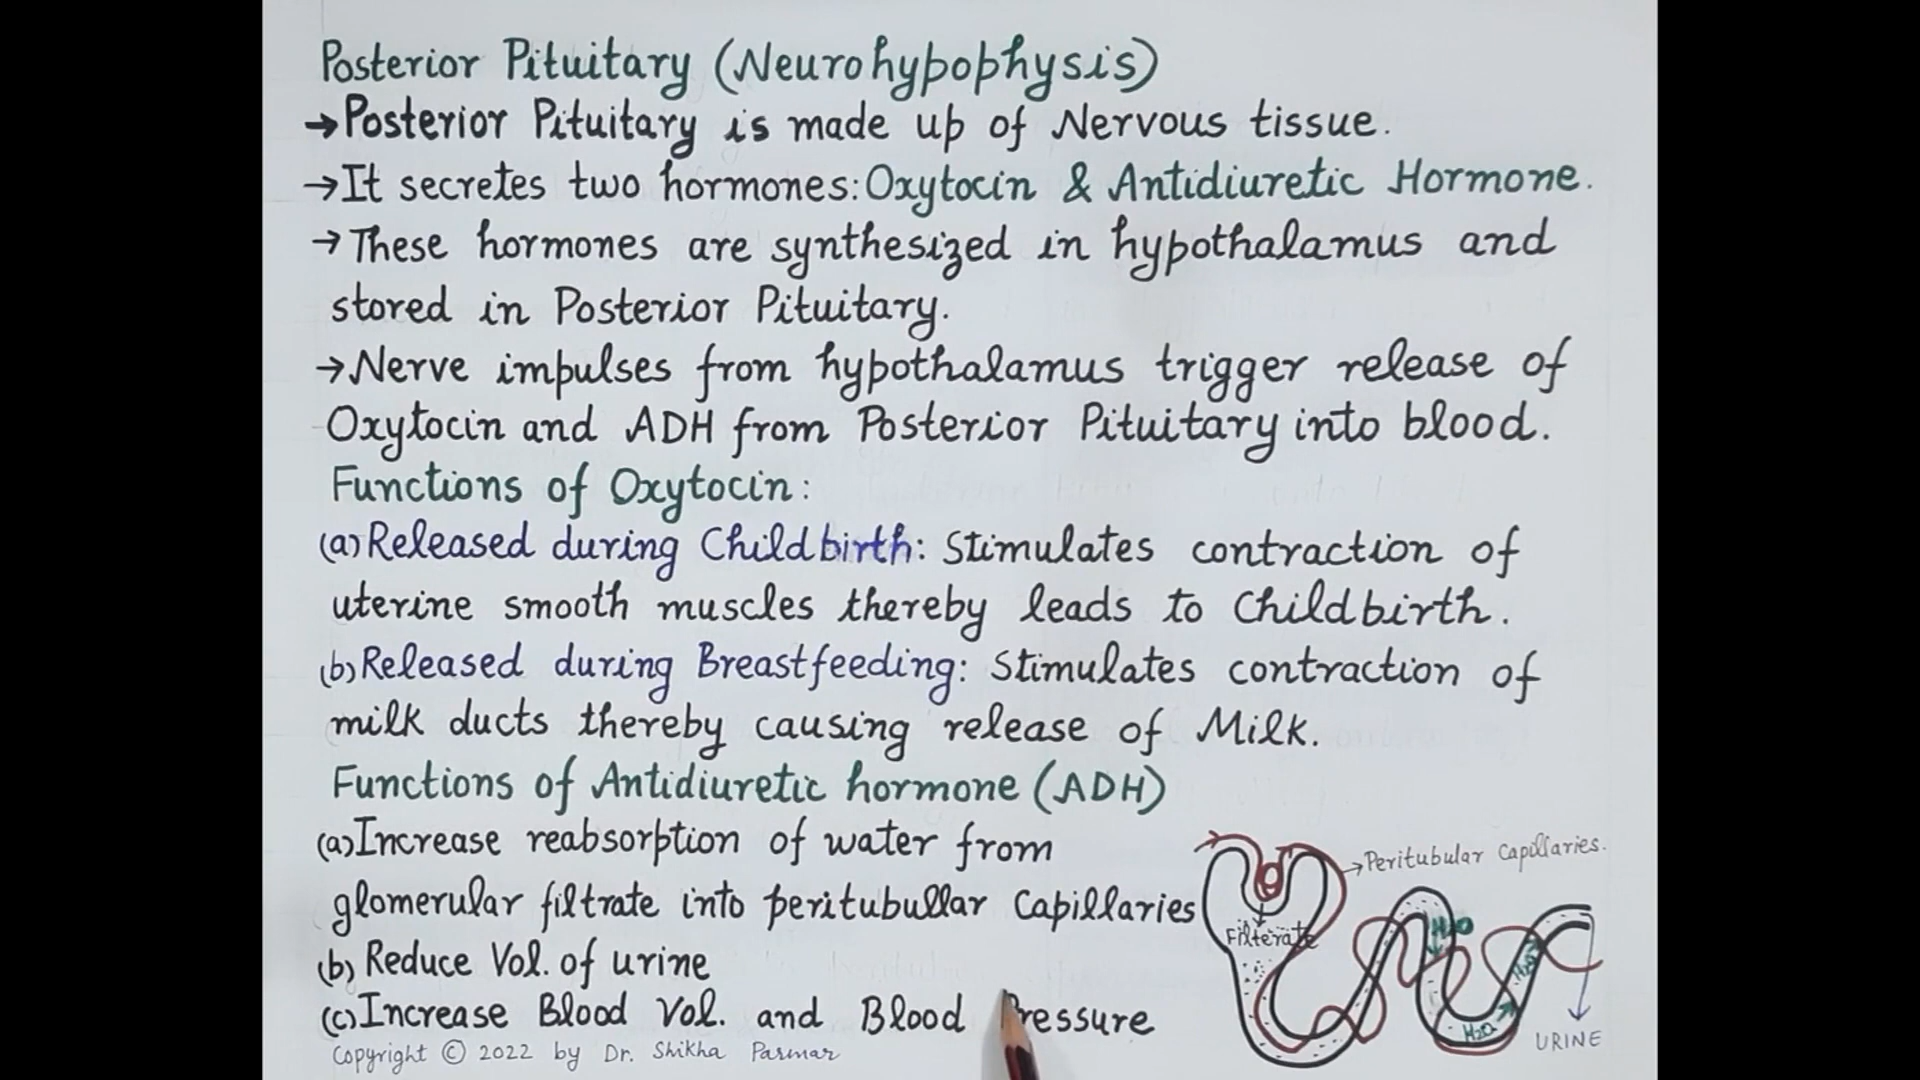 Posterior Pituitary (Neurohypophysis)
→Posterior Pituitary is made up of Nervous tissue.
→It secretes two hormones: Oxytocin & Antidiuretic Hormone.
→These hormones are synthesized in hypothalamus and
stored in Posterior Pituitary.
→Nerve impulses from hypothalamus trigger release of
Oxytocin and ADH from Posterior Pituitary into blood.
Functions of Oxytocin:
(a) Released during Childbirth: Stimulates contraction of
uterine smooth muscles thereby leads to Childbirth.
(b) Released during Breastfeeding: Stimulates contraction of
milk ducts thereby causing release of Milk.
Functions of Antidiuretic hormone (ADH)
(a) Increase reabsorption of water from
glomerular filtrate into peritubullar Capillaries
(b) Reduce Vol. of urine
(c) Increase Blood Vol. and Blood Pressure
Copyright © 2022 by Dr. Shikha Parmar
→Peritubular Capillaries.
Filterate
H2O
H2O
H2O
URINE